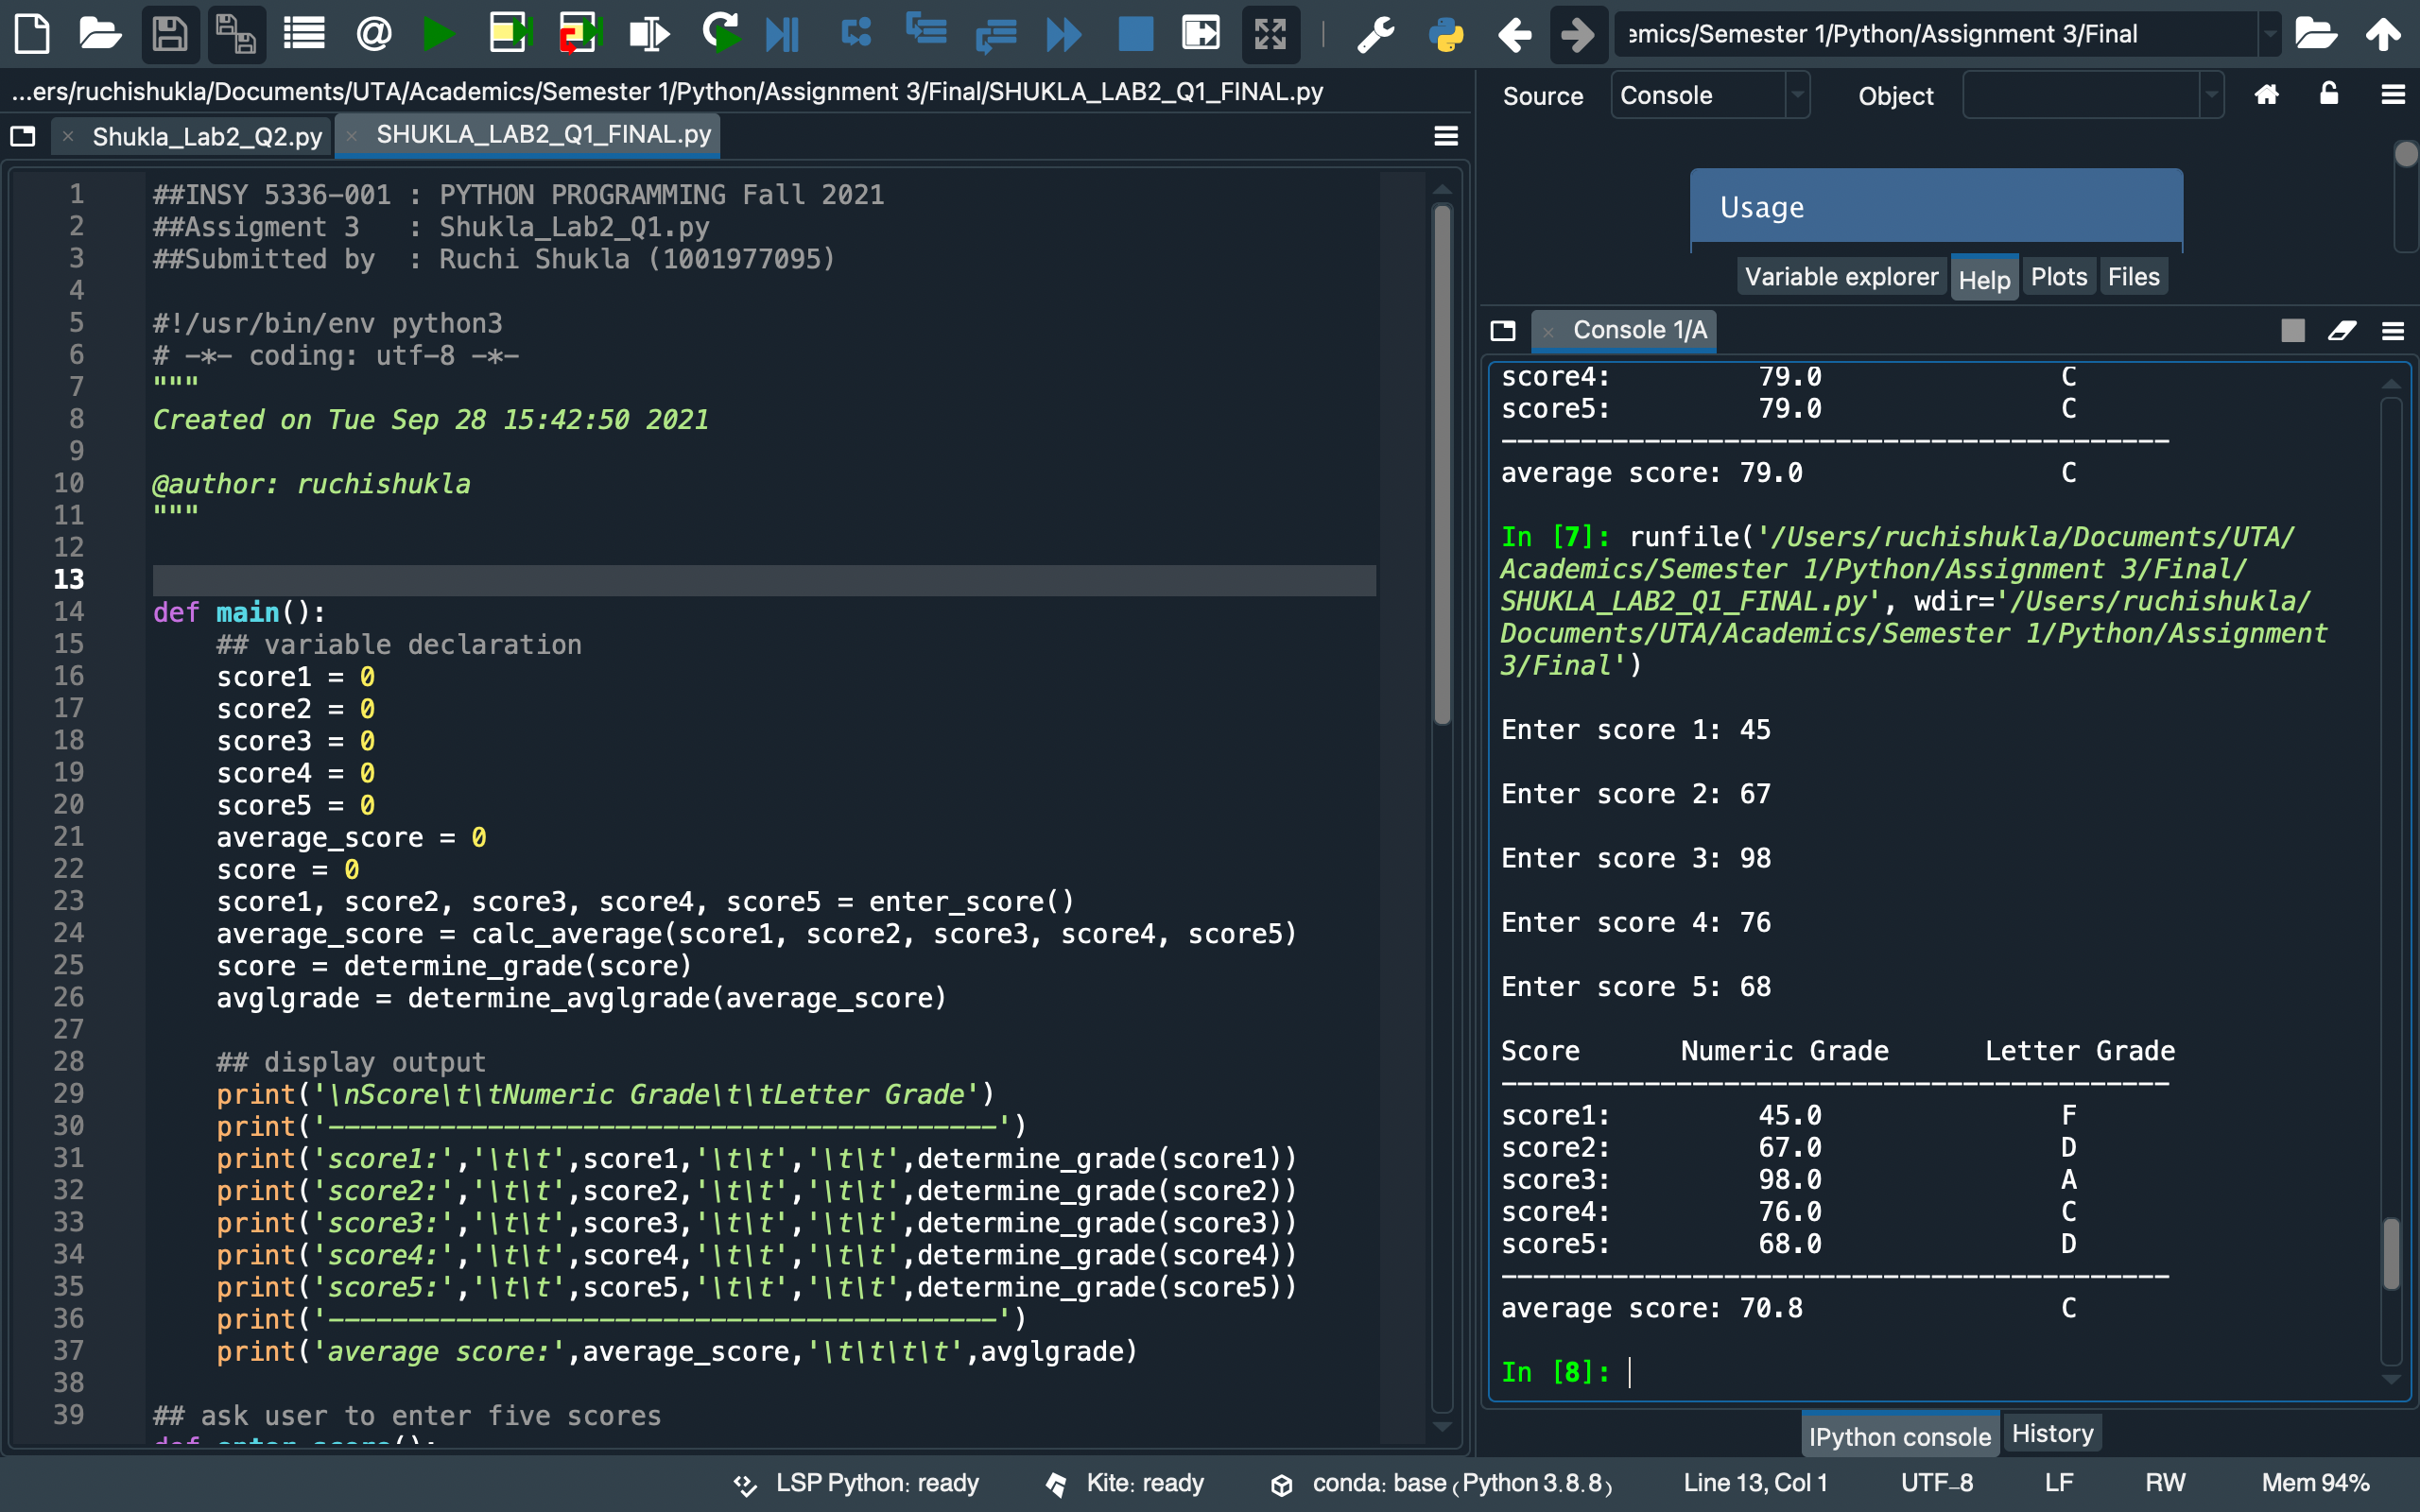 emics/Semester 1/Python/Assignment 3/Final
...ers/ruchishukla/Documents/UTA/Academics/Semester 1/Python/Assignment 3/Final/SHUKLA_LAB2_Q1_FINAL.py
Shukla_Lab2_Q2.py
SHUKLA_LAB2_Q1_FINAL.py
1 ##INSY 5336-001 : PYTHON PROGRAMMING Fall 2021
2 ##Assigment 3   : Shukla_Lab2_Q1.py
3 ##Submitted by  : Ruchi Shukla (1001977095)
4
5 #!/usr/bin/env python3
6 # -*- coding: utf-8 -*-
7 """
8 Created on Tue Sep 28 15:42:50 2021
9
10 @author: ruchishukla
11 """
12
13
14 def main():
15     ## variable declaration
16     score1 = 0
17     score2 = 0
18     score3 = 0
19     score4 = 0
20     score5 = 0
21     average_score = 0
22     score = 0
23     score1, score2, score3, score4, score5 = enter_score()
24     average_score = calc_average(score1, score2, score3, score4, score5)
25     score = determine_grade(score)
26     avglgrade = determine_avglgrade(average_score)
27
28     ## display output
29     print('\nScore\t\tNumeric Grade\t\tLetter Grade')
30     print('------------------------------------------')
31     print('score1:','\t\t',score1,'\t\t','\t\t',determine_grade(score1))
32     print('score2:','\t\t',score2,'\t\t','\t\t',determine_grade(score2))
33     print('score3:','\t\t',score3,'\t\t','\t\t',determine_grade(score3))
34     print('score4:','\t\t',score4,'\t\t','\t\t',determine_grade(score4))
35     print('score5:','\t\t',score5,'\t\t','\t\t',determine_grade(score5))
36     print('------------------------------------------')
37     print('average score:',average_score,'\t\t\t\t',avglgrade)
38
39 ## ask user to enter five scores
def enter_score():
Source Console Object
Usage
Variable explorer Help Plots Files
Console 1/A
score4: 79.0 C
score5: 79.0 C
------------------------------------------
average score: 79.0 C
In [7]: runfile('/Users/ruchishukla/Documents/UTA/
Academics/Semester 1/Python/Assignment 3/Final/
SHUKLA_LAB2_Q1_FINAL.py', wdir='/Users/ruchishukla/
Documents/UTA/Academics/Semester 1/Python/Assignment
3/Final')
Enter score 1: 45
Enter score 2: 67
Enter score 3: 98
Enter score 4: 76
Enter score 5: 68
Score Numeric Grade Letter Grade
------------------------------------------
score1: 45.0 F
score2: 67.0 D
score3: 98.0 A
score4: 76.0 C
score5: 68.0 D
------------------------------------------
average score: 70.8 C
In [8]:
IPython console History
LSP Python: ready Kite: ready conda: base (Python 3.8.8) Line 13, Col 1 UTF-8 LF RW Mem 94%